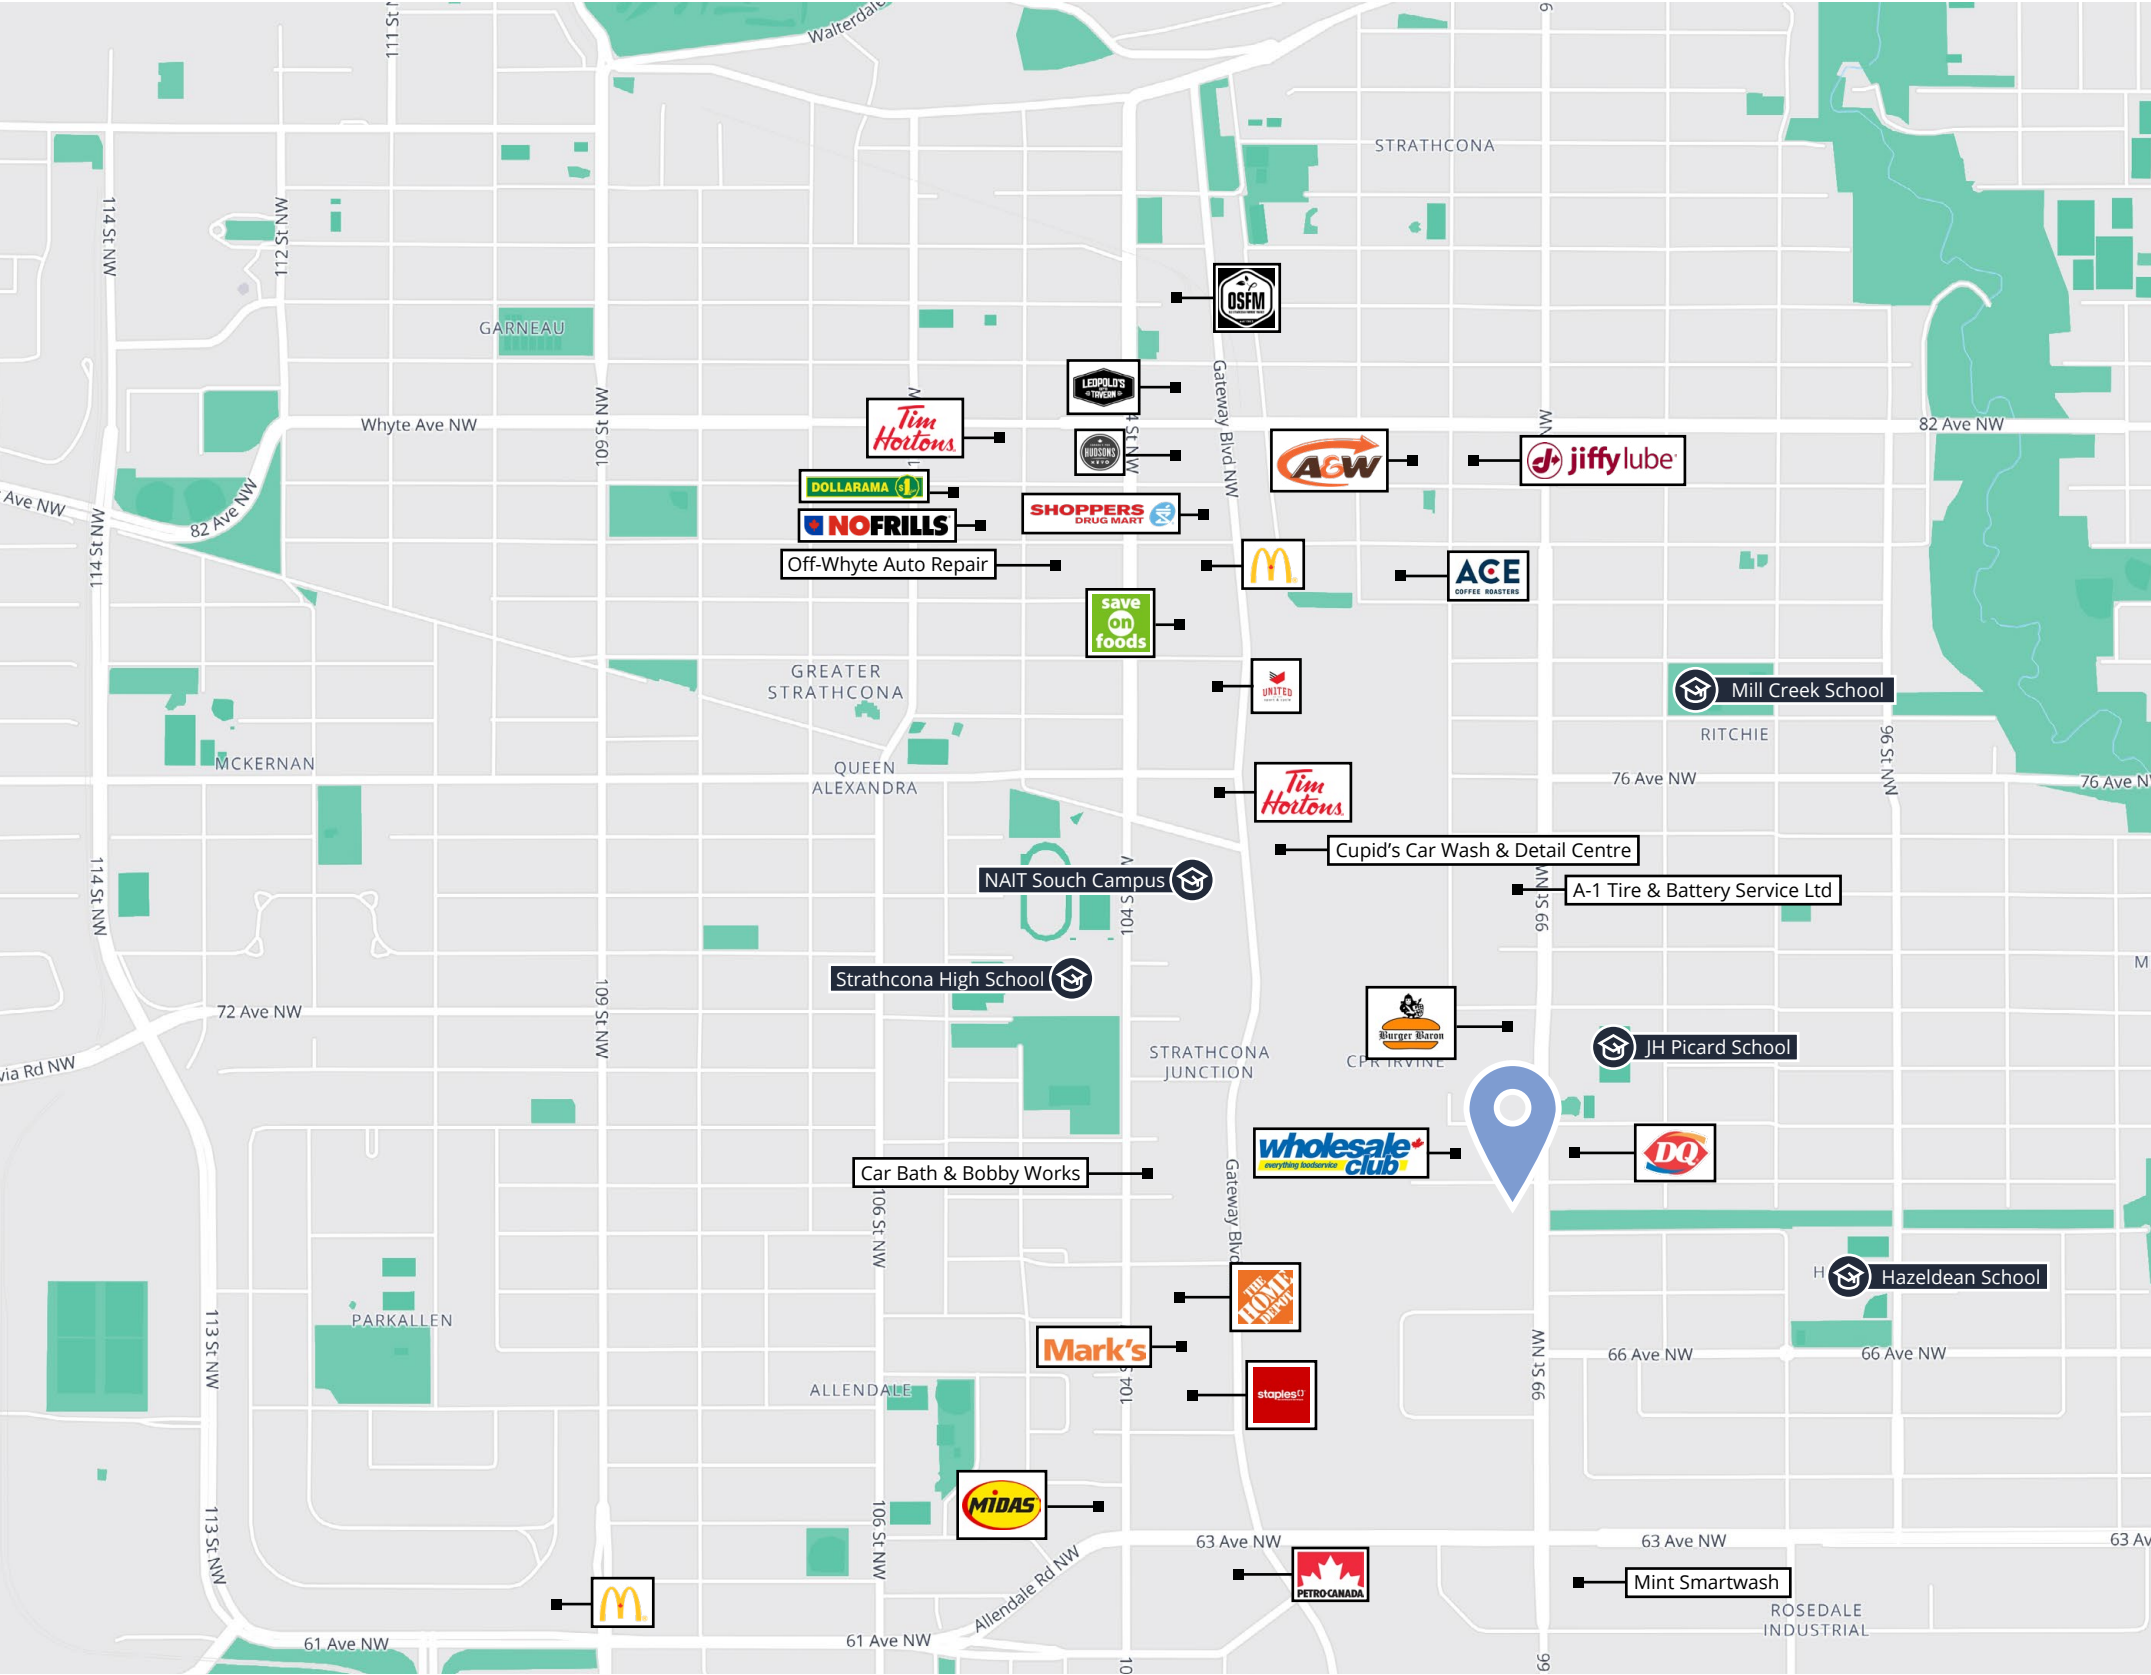 111 St N
Walterdale
STRATHCONA
114 St NW
112 St NW
OSFM
GARNEAU
Gateway Blvd NW
LEOPOLD'S
TAVERN
Whyte Ave NW
109 St NW
Tim
Hortons
W
4 St NW
NW
82 Ave NW
HUDSONS
A&W
jiffy lube
DOLLARAMA $1
Ave NW
82 Ave NW
SHOPPERS
DRUG MART
NOFRILLS
114 St NW
Off-Whyte Auto Repair
ACE
COFFEE ROASTERS
save
on
foods
GREATER
STRATHCONA
UNITED
Mill Creek School
RITCHIE
96 St NW
MCKERNAN
QUEEN
ALEXANDRA
76 Ave NW
76 Ave N
Tim
Hortons
Cupid's Car Wash & Detail Centre
114 St NW
NAIT Souch Campus
104 S
A-1 Tire & Battery Service Ltd
99 St NW
Strathcona High School
M
72 Ave NW
109 St NW
Burger Baron
STRATHCONA
JUNCTION
CPR IRVINE
JH Picard School
via Rd NW
wholesale
club
everything foodservice
DQ
Car Bath & Bobby Works
106 St NW
Gateway Blvd
THE
HOME
DEPOT
H
Hazeldean School
PARKALLEN
113 St NW
Mark's
99 St NW
66 Ave NW
66 Ave NW
ALLENDALE
104 S
staples
MIDAS
113 St NW
106 St NW
Allendale Rd NW
63 Ave NW
63 Ave NW
63 Av
PETRO-CANADA
Mint Smartwash
ROSEDALE
INDUSTRIAL
61 Ave NW
61 Ave NW
10
99